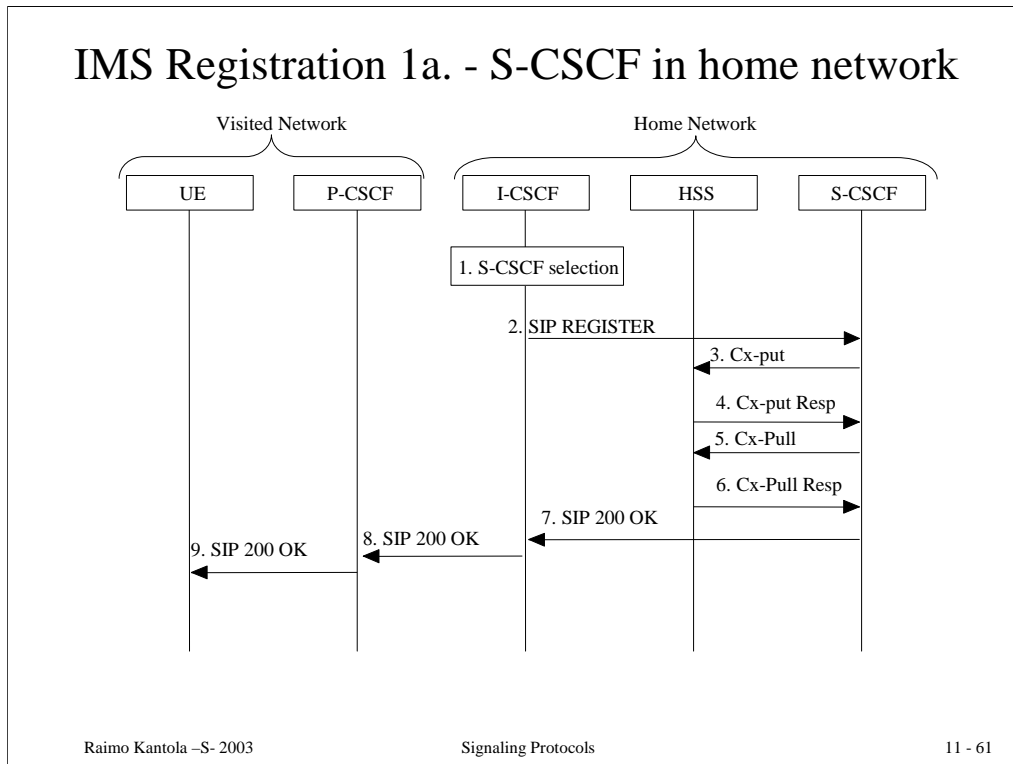 IMS Registration 1a. - S-CSCF in home network
Visited Network
Home Network
UE
P-CSCF
I-CSCF
HSS
S-CSCF
1. S-CSCF selection
2. SIP REGISTER
3. Cx-put
4. Cx-put Resp
5. Cx-Pull
6. Cx-Pull Resp
7. SIP 200 OK
8. SIP 200 OK
9. SIP 200 OK
Raimo Kantola –S- 2003
Signaling Protocols
11 - 61